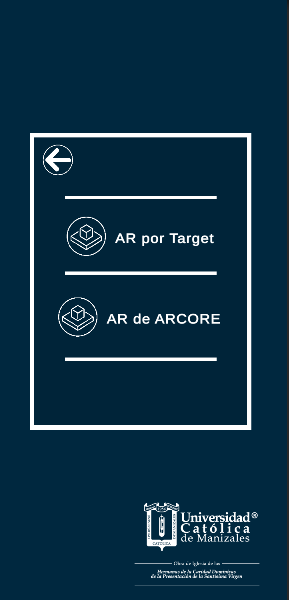 AR por Target
AR de ARCORE
Universidad®
Católica
de Manizales
CATÓLICA
Obra de Iglesia de las
Hermanas de la Caridad Dominicas
de la Presentación de la Santísima Virgen